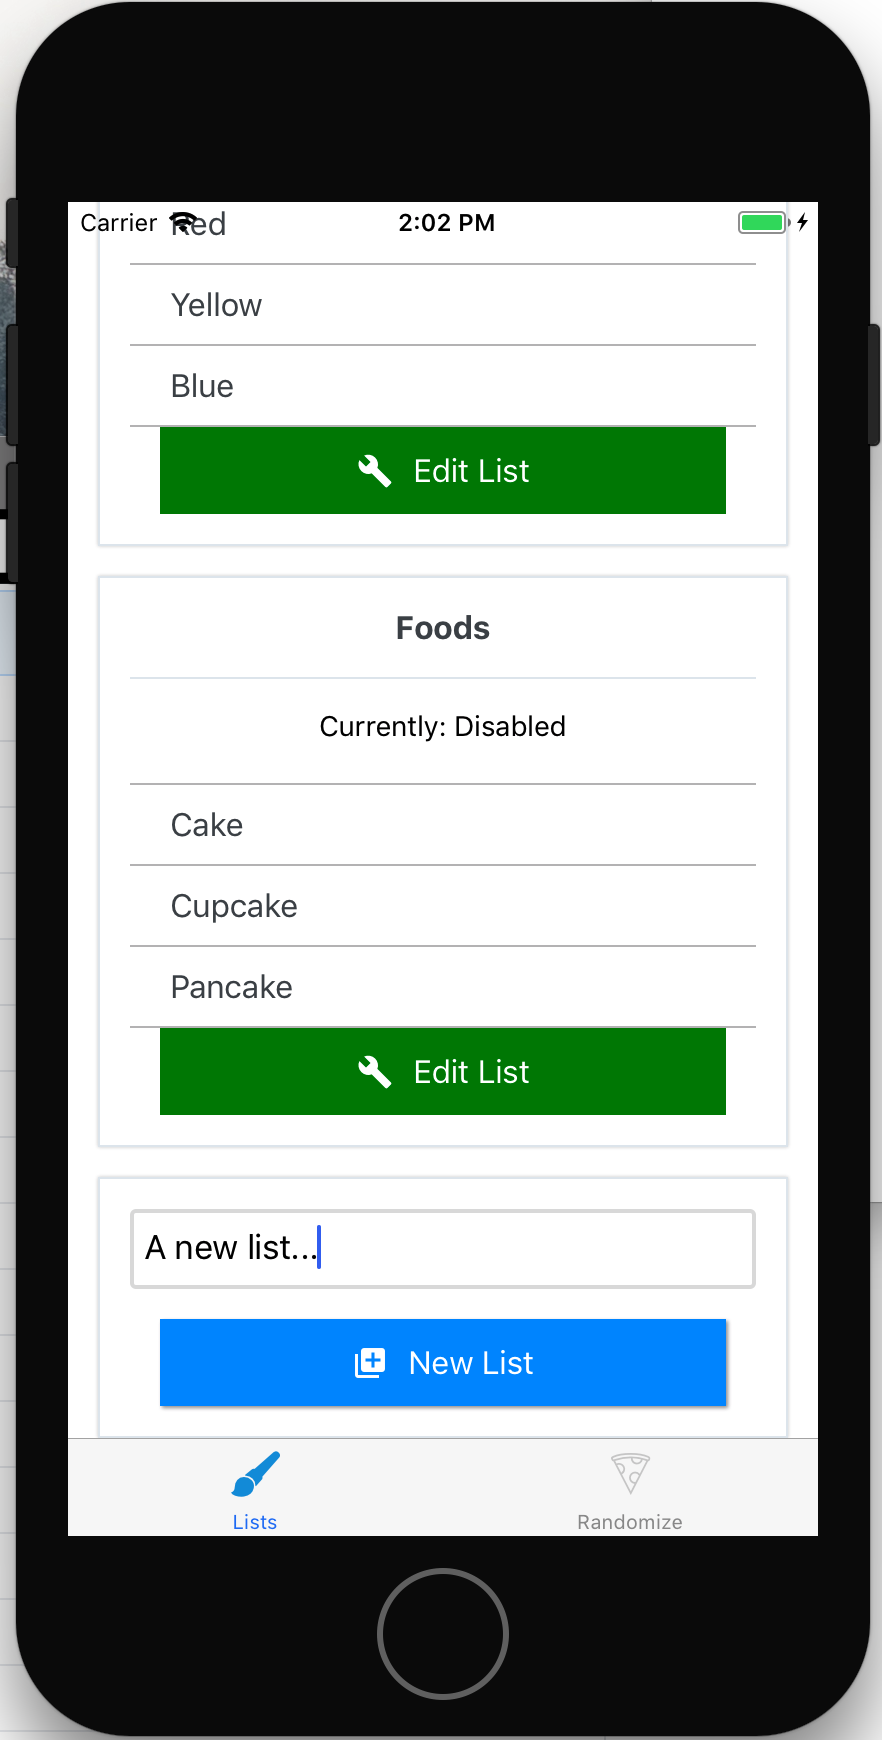 Carrier 2:02 PM
Red
Yellow
Blue
Edit List
Foods
Currently: Disabled
Cake
Cupcake
Pancake
Edit List
A new list...
New List
Lists Randomize